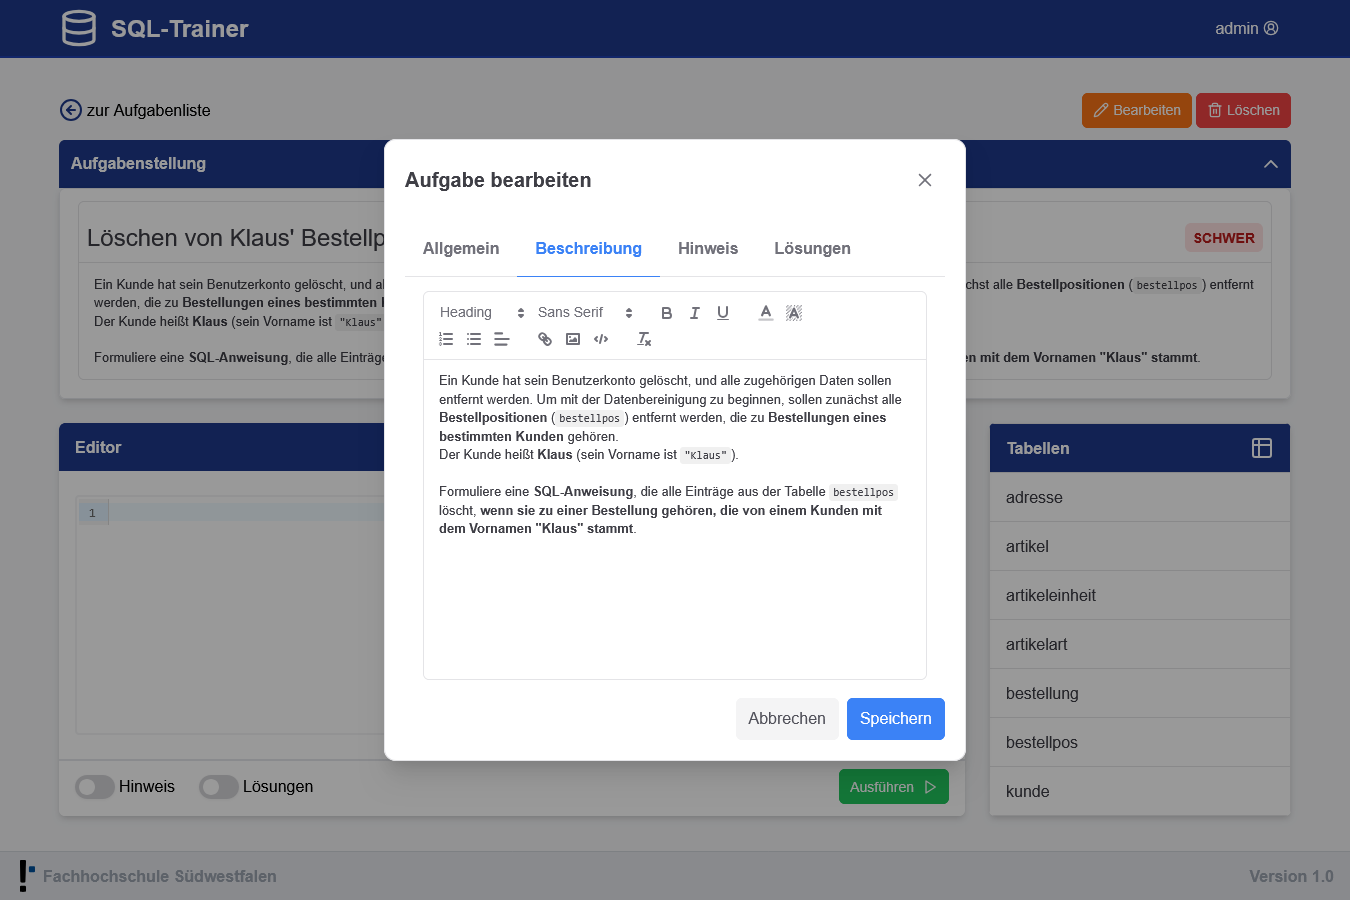 SQL-Trainer
admin
zur Aufgabenliste
Bearbeiten
Löschen
Aufgabenstellung
Löschen von Klaus' Bestellp
SCHWER
Ein Kunde hat sein Benutzerkonto gelöscht, und al
chst alle Bestellpositionen ( bestellpos ) entfernt
werden, die zu Bestellungen eines bestimmten
Der Kunde heißt Klaus (sein Vorname ist "Klaus"
Formuliere eine SQL-Anweisung, die alle Einträge
en mit dem Vornamen "Klaus" stammt.
Aufgabe bearbeiten
Allgemein Beschreibung Hinweis Lösungen
Heading Sans Serif B I U A A
Ein Kunde hat sein Benutzerkonto gelöscht, und alle zugehörigen Daten sollen
entfernt werden. Um mit der Datenbereinigung zu beginnen, sollen zunächst alle
Bestellpositionen ( bestellpos ) entfernt werden, die zu Bestellungen eines
bestimmten Kunden gehören.
Der Kunde heißt Klaus (sein Vorname ist "Klaus" ).
Formuliere eine SQL-Anweisung, die alle Einträge aus der Tabelle bestellpos
löscht, wenn sie zu einer Bestellung gehören, die von einem Kunden mit
dem Vornamen "Klaus" stammt.
Abbrechen
Speichern
Editor
1
Hinweis
Lösungen
Ausführen
Tabellen
adresse
artikel
artikeleinheit
artikelart
bestellung
bestellpos
kunde
Fachhochschule Südwestfalen
Version 1.0